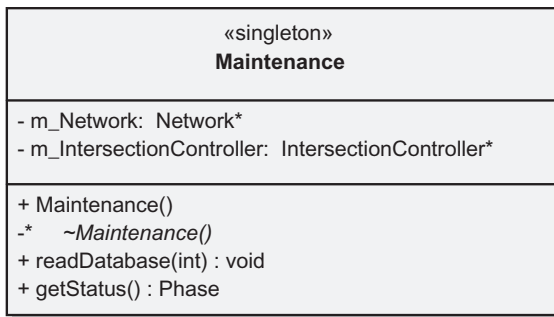 «singleton»
Maintenance
- m_Network: Network*
- m_IntersectionController: IntersectionController*
+ Maintenance()
-* ~Maintenance()
+ readDatabase(int) : void
+ getStatus() : Phase